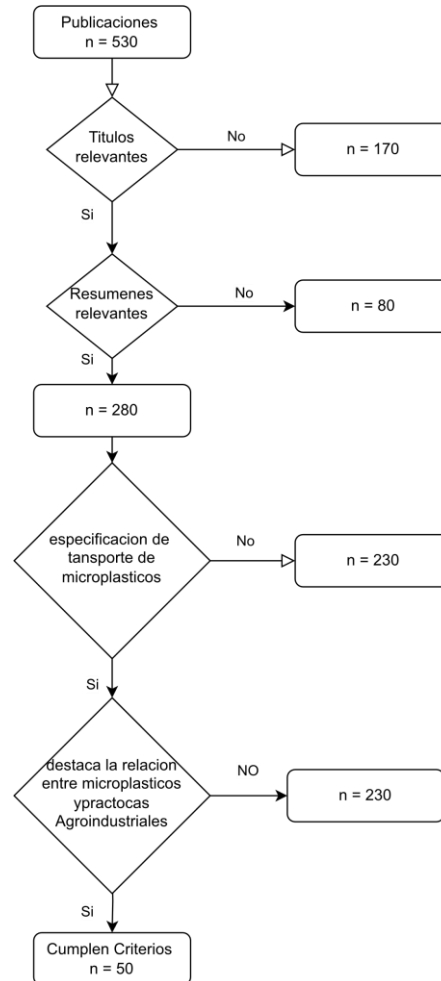 Publicaciones
n = 530
Titulos
relevantes
No
n = 170
Si
Resumenes
relevantes
No
n = 80
Si
n = 280
especificacion de
tansporte de
microplasticos
No
n = 230
Si
destaca la relacion
entre microplasticos
ypractocas
Agroindustriales
NO
n = 230
Si
Cumplen Criterios
n = 50